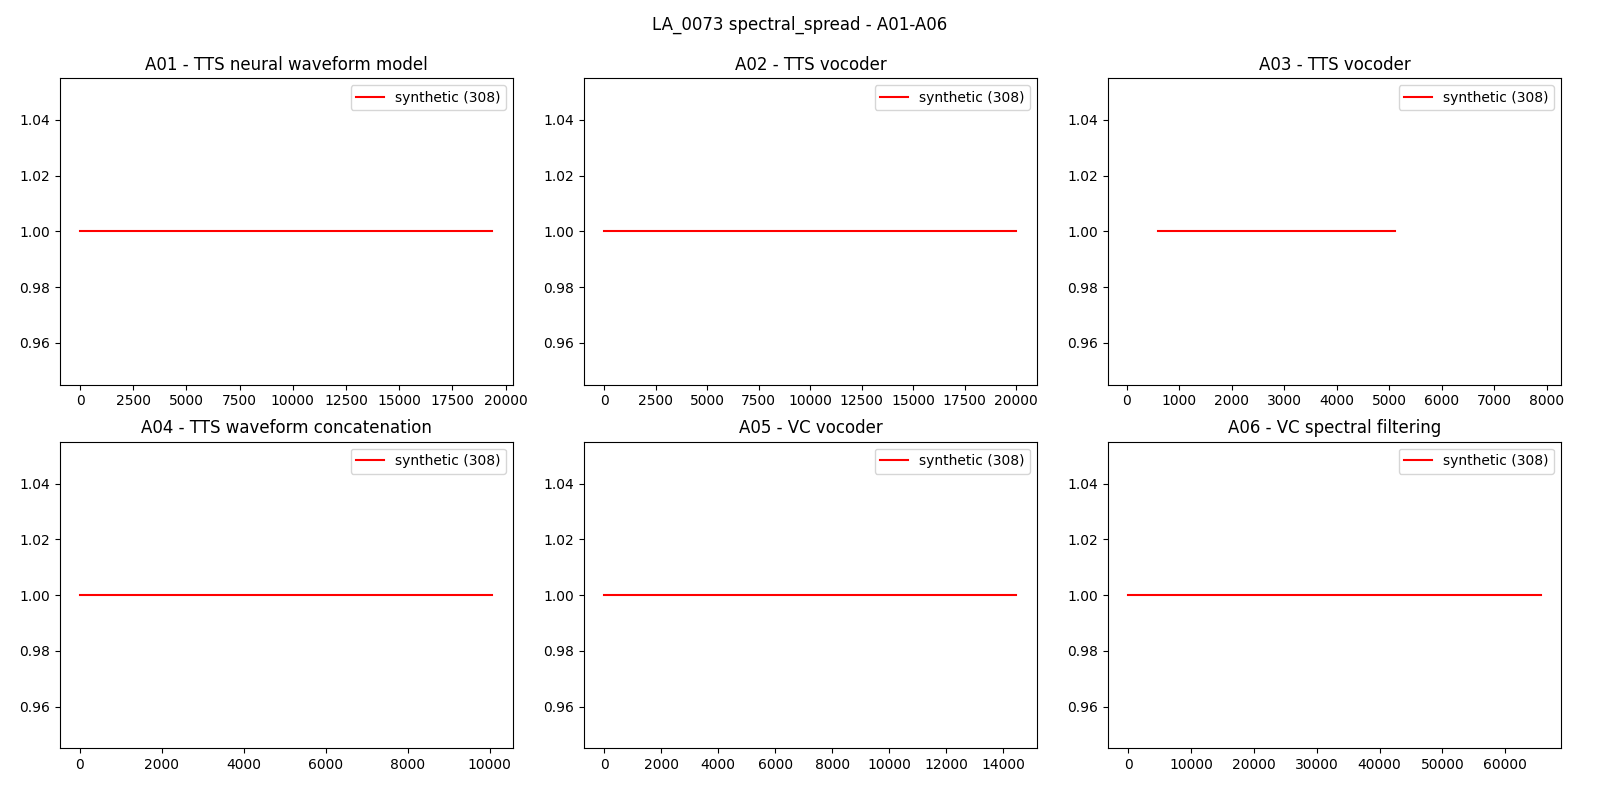 LA_0073 spectral_spread - A01-A06
A01 - TTS neural waveform model
synthetic (308)
1.04
1.02
1.00
0.98
0.96
0 2500 5000 7500 10000 12500 15000 17500 20000
A02 - TTS vocoder
synthetic (308)
1.04
1.02
1.00
0.98
0.96
0 2500 5000 7500 10000 12500 15000 17500 20000
A03 - TTS vocoder
synthetic (308)
1.04
1.02
1.00
0.98
0.96
0 1000 2000 3000 4000 5000 6000 7000 8000
A04 - TTS waveform concatenation
synthetic (308)
1.04
1.02
1.00
0.98
0.96
0 2000 4000 6000 8000 10000
A05 - VC vocoder
synthetic (308)
1.04
1.02
1.00
0.98
0.96
0 2000 4000 6000 8000 10000 12000 14000
A06 - VC spectral filtering
synthetic (308)
1.04
1.02
1.00
0.98
0.96
0 10000 20000 30000 40000 50000 60000